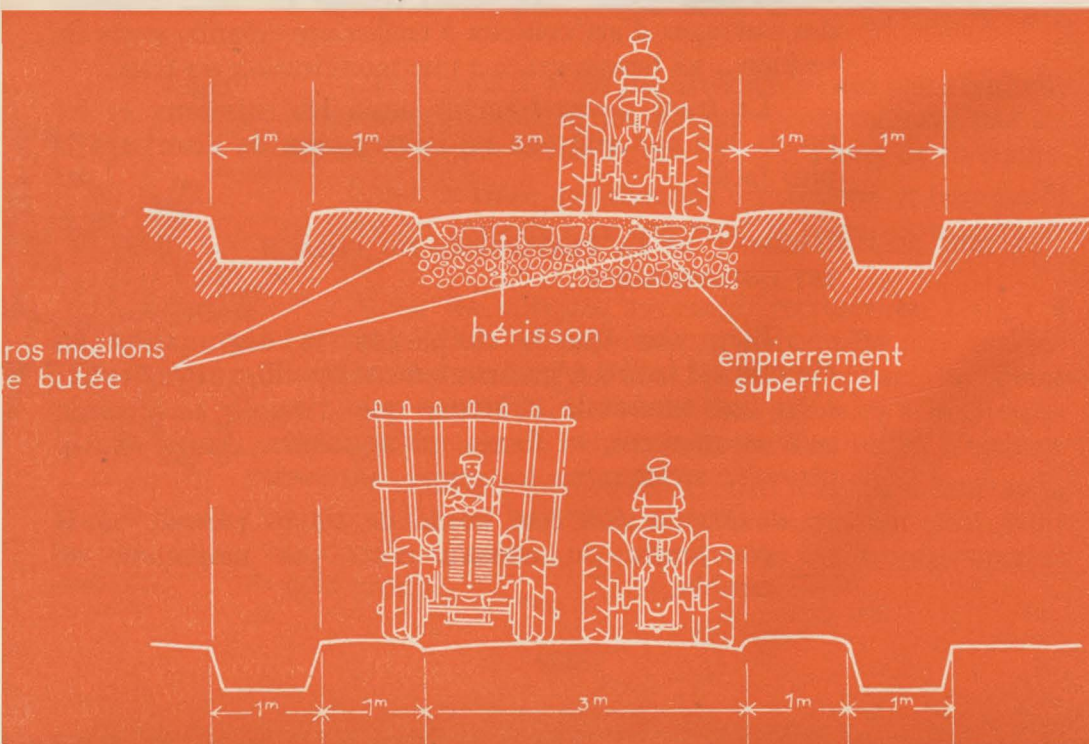 1m 1m 3m 1m 1m
ros moëllons
e butée
hérisson
empierrement
superficiel
1m 1m 3m 1m 1m